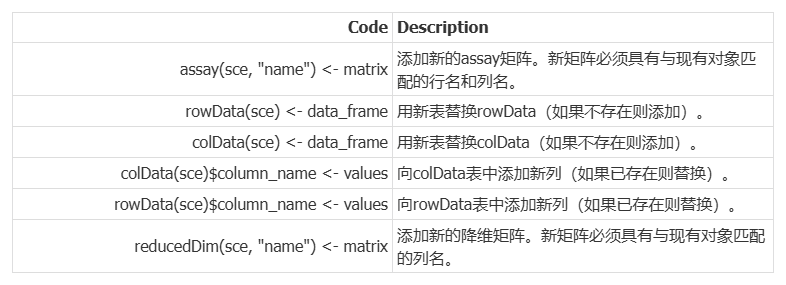 Code Description
assay(sce, "name") <- matrix 添加新的assay矩阵。新矩阵必须具有与现有对象匹
配的行名和列名。
rowData(sce) <- data_frame 用新表替换rowData（如果不存在则添加）。
colData(sce) <- data_frame 用新表替换colData（如果不存在则添加）。
colData(sce)$column_name <- values 向colData表中添加新列（如果已存在则替换）。
rowData(sce)$column_name <- values 向rowData表中添加新列（如果已存在则替换）。
reducedDim(sce, "name") <- matrix 添加新的降维矩阵。新矩阵必须具有与现有对象匹配
的列名。